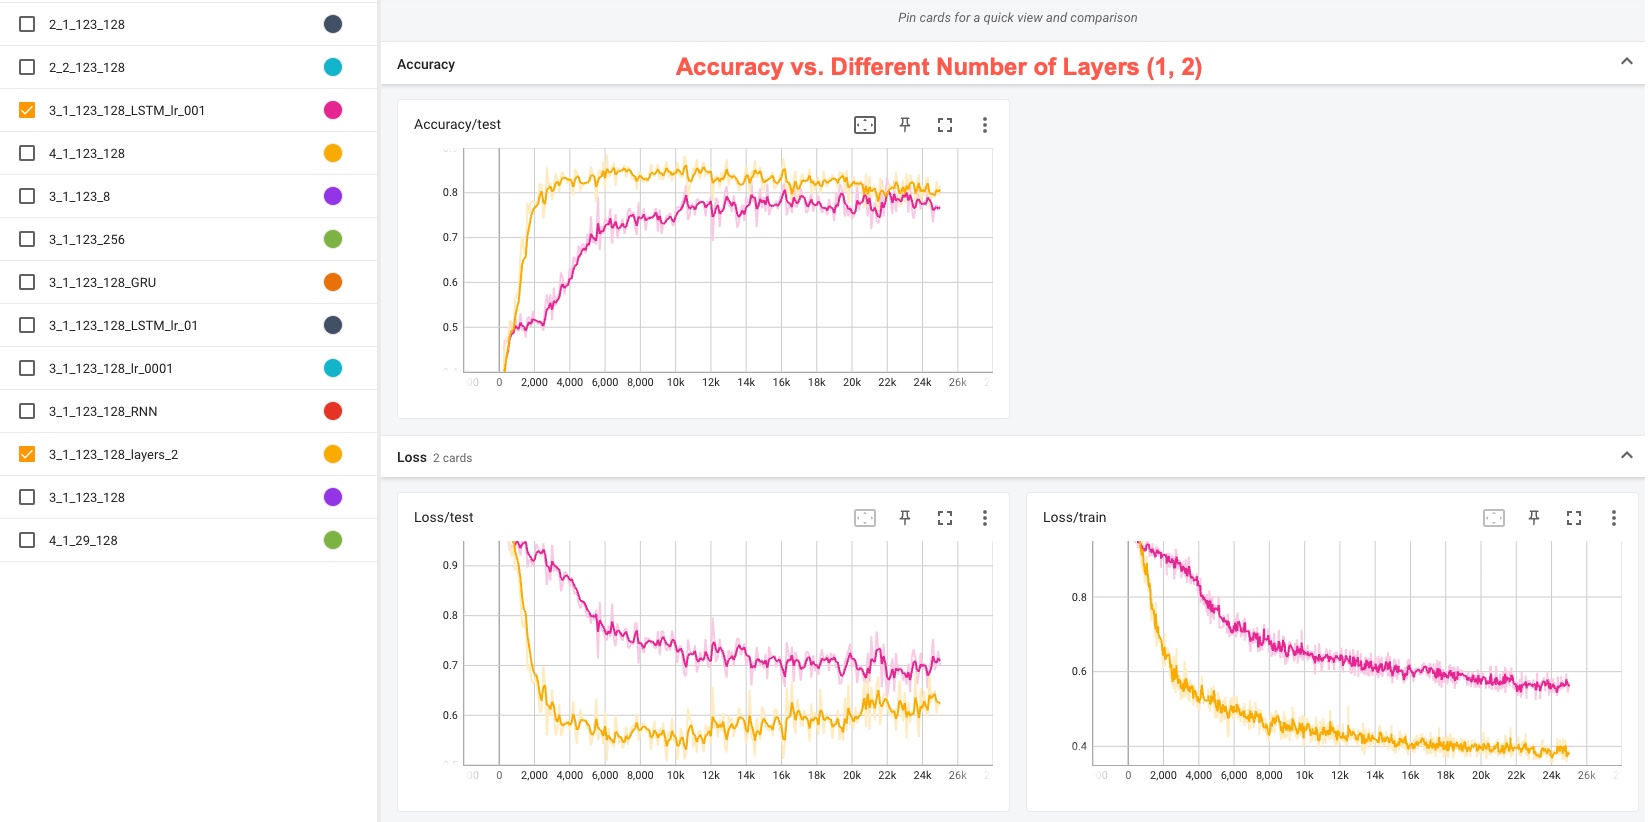 Pin cards for a quick view and comparison
2_1_123_128
2_2_123_128
3_1_123_128_LSTM_lr_001
4_1_123_128
3_1_123_8
3_1_123_256
3_1_123_128_GRU
3_1_123_128_LSTM_lr_01
3_1_123_128_lr_0001
3_1_123_128_RNN
3_1_123_128_layers_2
3_1_123_128
4_1_29_128
Accuracy
Accuracy vs. Different Number of Layers (1, 2)
Accuracy/test
0.8
0.7
0.6
0.5
00 0 2,000 4,000 6,000 8,000 10k 12k 14k 16k 18k 20k 22k 24k 26k 2
Loss 2 cards
Loss/test
0.9
0.8
0.7
0.6
00 0 2,000 4,000 6,000 8,000 10k 12k 14k 16k 18k 20k 22k 24k 26k 2
Loss/train
0.8
0.6
0.4
00 0 2,000 4,000 6,000 8,000 10k 12k 14k 16k 18k 20k 22k 24k 26k 2